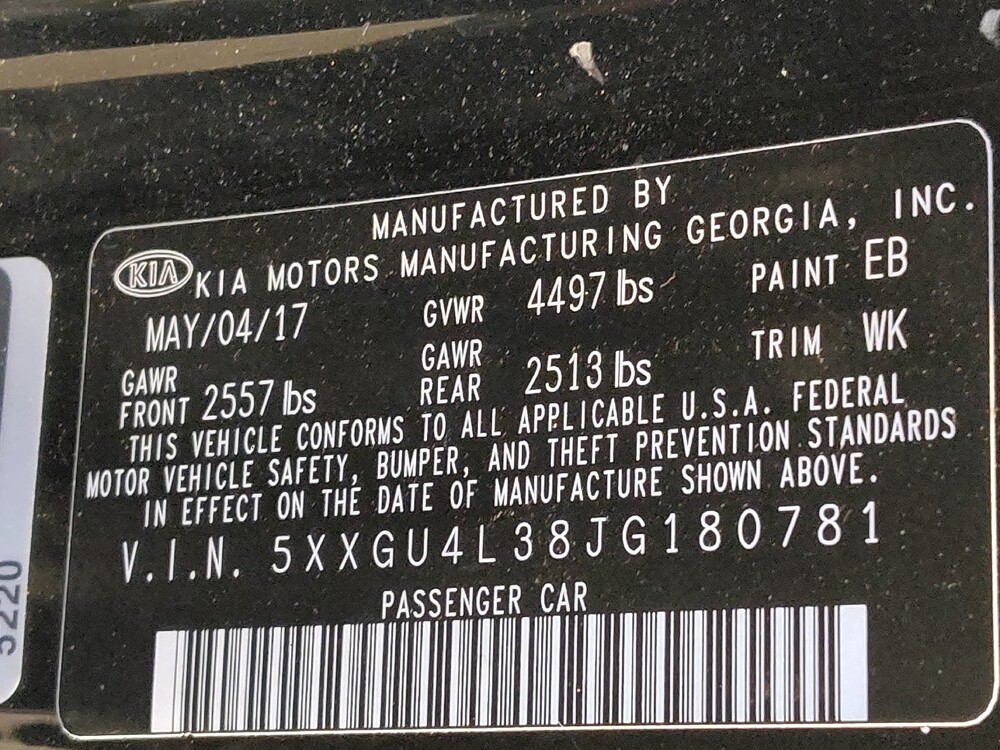 MANUFACTURED BY
KIA KIA MOTORS MANUFACTURING GEORGIA, INC.
MAY/04/17 GVWR 4497 lbs PAINT EB
GAWR FRONT 2557 lbs GAWR REAR 2513 lbs TRIM WK
THIS VEHICLE CONFORMS TO ALL APPLICABLE U.S.A. FEDERAL
MOTOR VEHICLE SAFETY, BUMPER, AND THEFT PREVENTION STANDARDS
IN EFFECT ON THE DATE OF MANUFACTURE SHOWN ABOVE.
V.I.N. 5XXGU4L38JG180781
PASSENGER CAR
5220